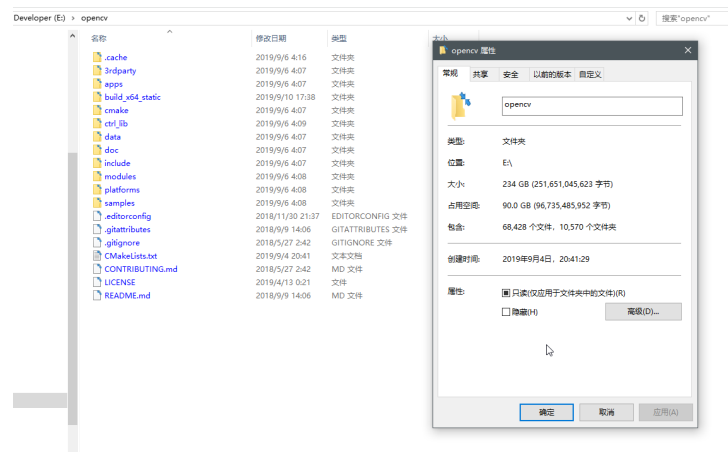 Developer (E:) › opencv
搜索"opencv"
名称 修改日期 类型 大小
.cache 2019/9/6 4:16 文件夹
3rdparty 2019/9/6 4:07 文件夹
apps 2019/9/6 4:07 文件夹
build_x64_static 2019/9/10 17:38 文件夹
cmake 2019/9/6 4:07 文件夹
ctrl_lib 2019/9/6 4:09 文件夹
data 2019/9/6 4:07 文件夹
doc 2019/9/6 4:07 文件夹
include 2019/9/6 4:07 文件夹
modules 2019/9/6 4:08 文件夹
platforms 2019/9/6 4:08 文件夹
samples 2019/9/6 4:08 文件夹
.editorconfig 2018/11/30 21:37 EDITORCONFIG 文件
.gitattributes 2018/9/9 14:06 GITATTRIBUTES 文件
.gitignore 2018/5/27 2:42 GITIGNORE 文件
CMakeLists.txt 2019/9/4 20:41 文本文档
CONTRIBUTING.md 2018/5/27 2:42 MD 文件
LICENSE 2019/4/13 0:21 文件
README.md 2018/9/9 14:06 MD 文件
opencv 属性
常规 共享 安全 以前的版本 自定义
opencv
类型: 文件夹
位置: E:\
大小: 234 GB (251,651,045,623 字节)
占用空间: 90.0 GB (96,735,485,952 字节)
包含: 68,428 个文件，10,570 个文件夹
创建时间: 2019年9月4日，20:41:29
属性: 只读(仅应用于文件夹中的文件)(R)
隐藏(H) 高级(D)...
确定 取消 应用(A)